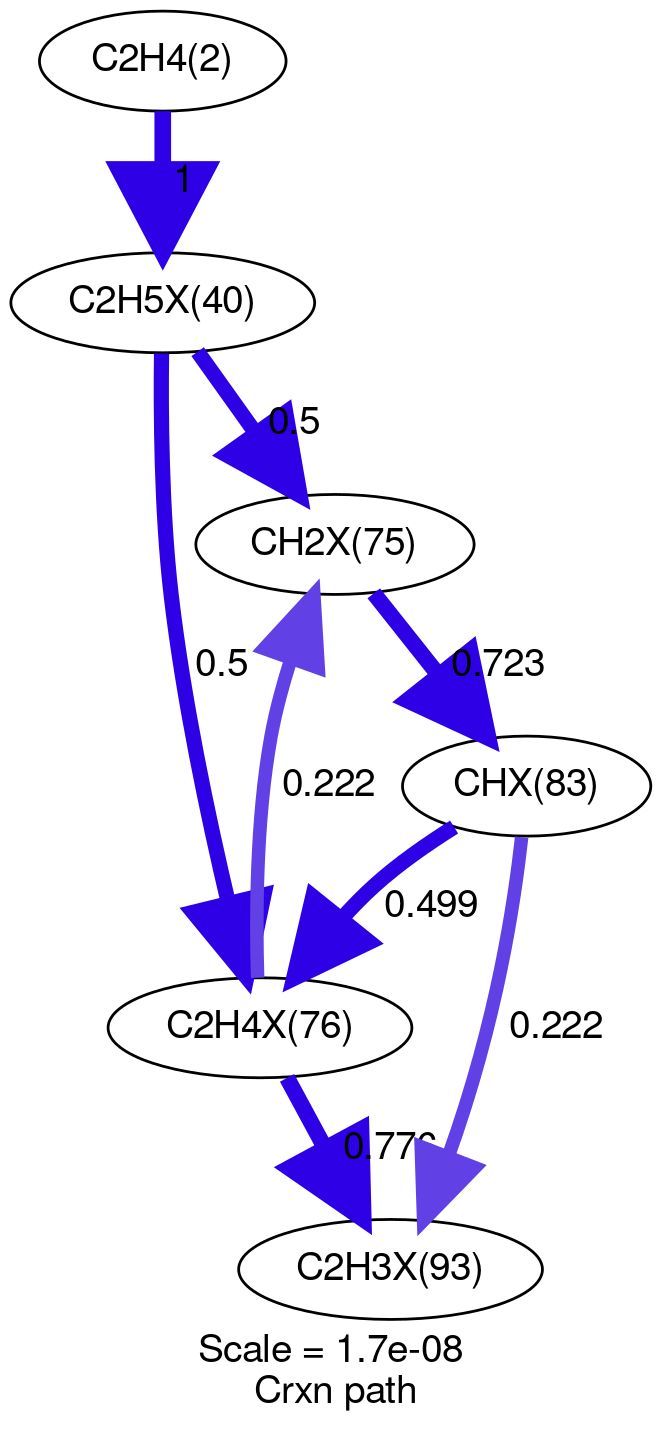 C2H4(2)
1
C2H5X(40)
0.5
CH2X(75)
0.5
0.723
0.222
CHX(83)
0.499
C2H4X(76)
0.222
C2H3X(93)
Scale = 1.7e-08
Crxn path